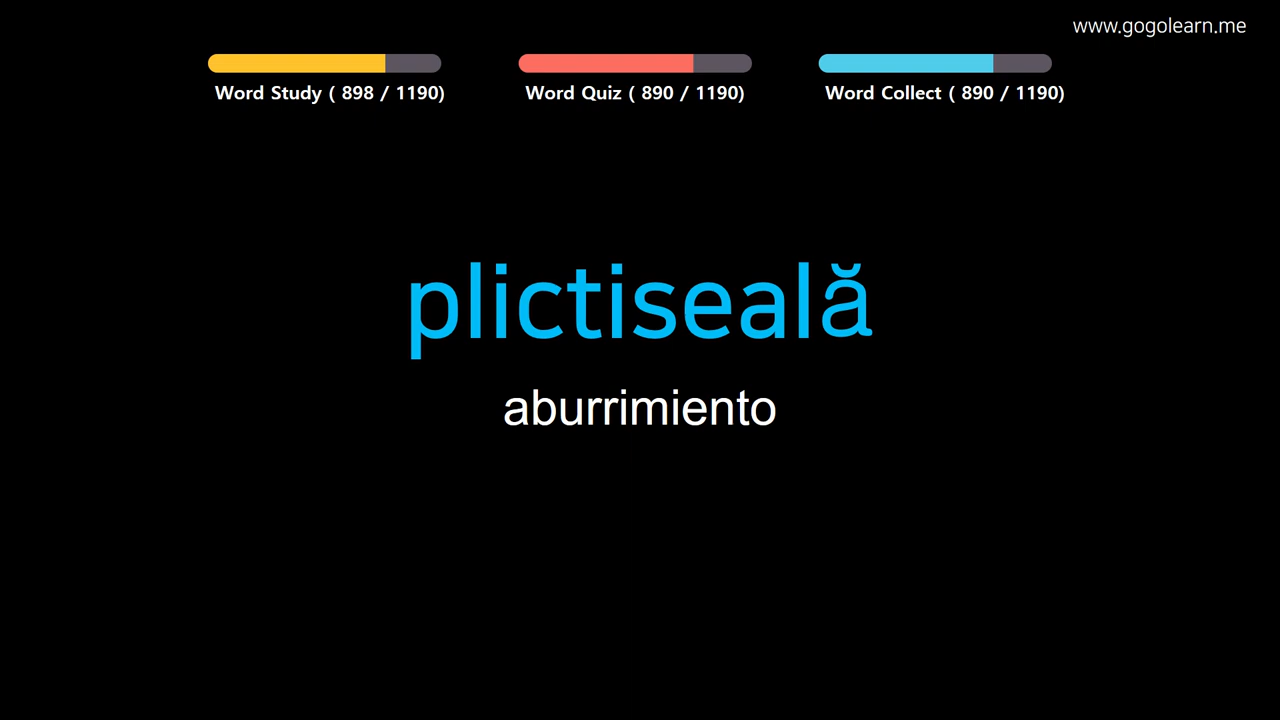 www.gogolearn.me
Word Study ( 898 / 1190)
Word Quiz ( 890 / 1190)
Word Collect ( 890 / 1190)
plictiseală
aburrimiento